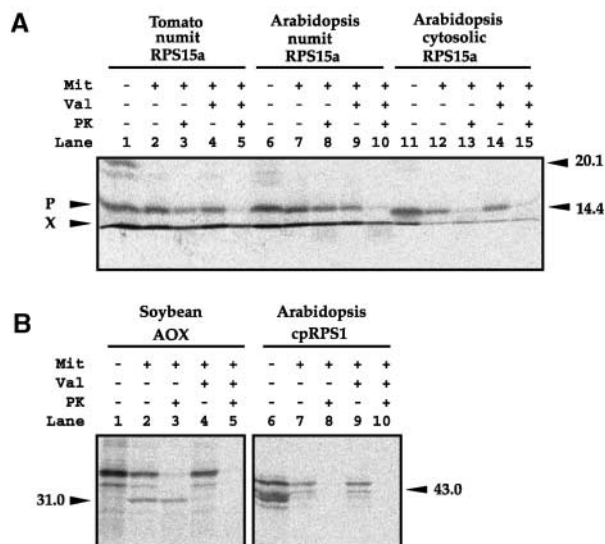 A
Tomato numit RPS15a
Arabidopsis numit RPS15a
Arabidopsis cytosolic RPS15a
Mit - + + + + - + + + + - + + + +
Val - - - + + - - - + + - - - + +
PK - - + - + - - + - + - - + - +
Lane 1 2 3 4 5 6 7 8 9 10 11 12 13 14 15
20.1
P
14.4
X
B
Soybean AOX
Arabidopsis cpRPS1
Mit - + + + + - + + + +
Val - - - + + - - - + +
PK - - + - + - - + - +
Lane 1 2 3 4 5 6 7 8 9 10
31.0
43.0